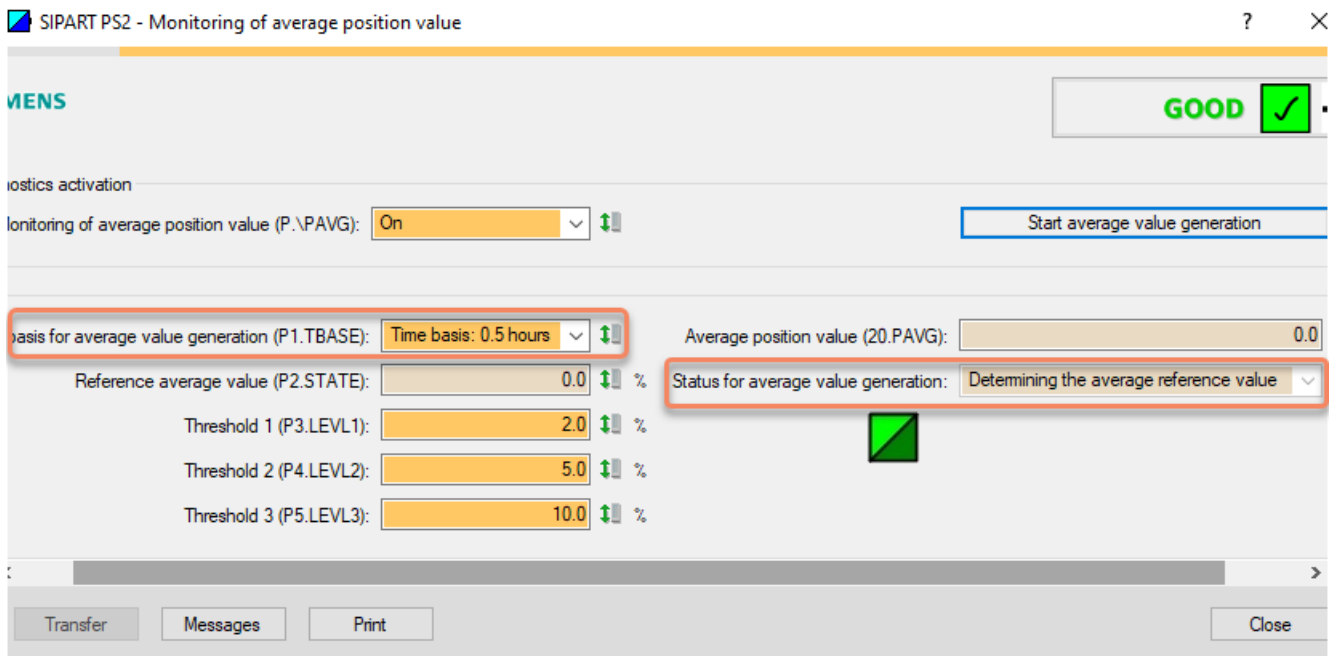 SIPART PS2 - Monitoring of average position value ? ×
MENS
GOOD
nostics activation
onitoring of average position value (P.\PAVG): On
Start average value generation
basis for average value generation (P1.TBASE): Time basis: 0.5 hours
Average position value (20.PAVG): 0.0
Reference average value (P2.STATE): 0.0 %
Status for average value generation: Determining the average reference value
Threshold 1 (P3.LEVL1): 2.0 %
Threshold 2 (P4.LEVL2): 5.0 %
Threshold 3 (P5.LEVL3): 10.0 %
Transfer Messages Print Close